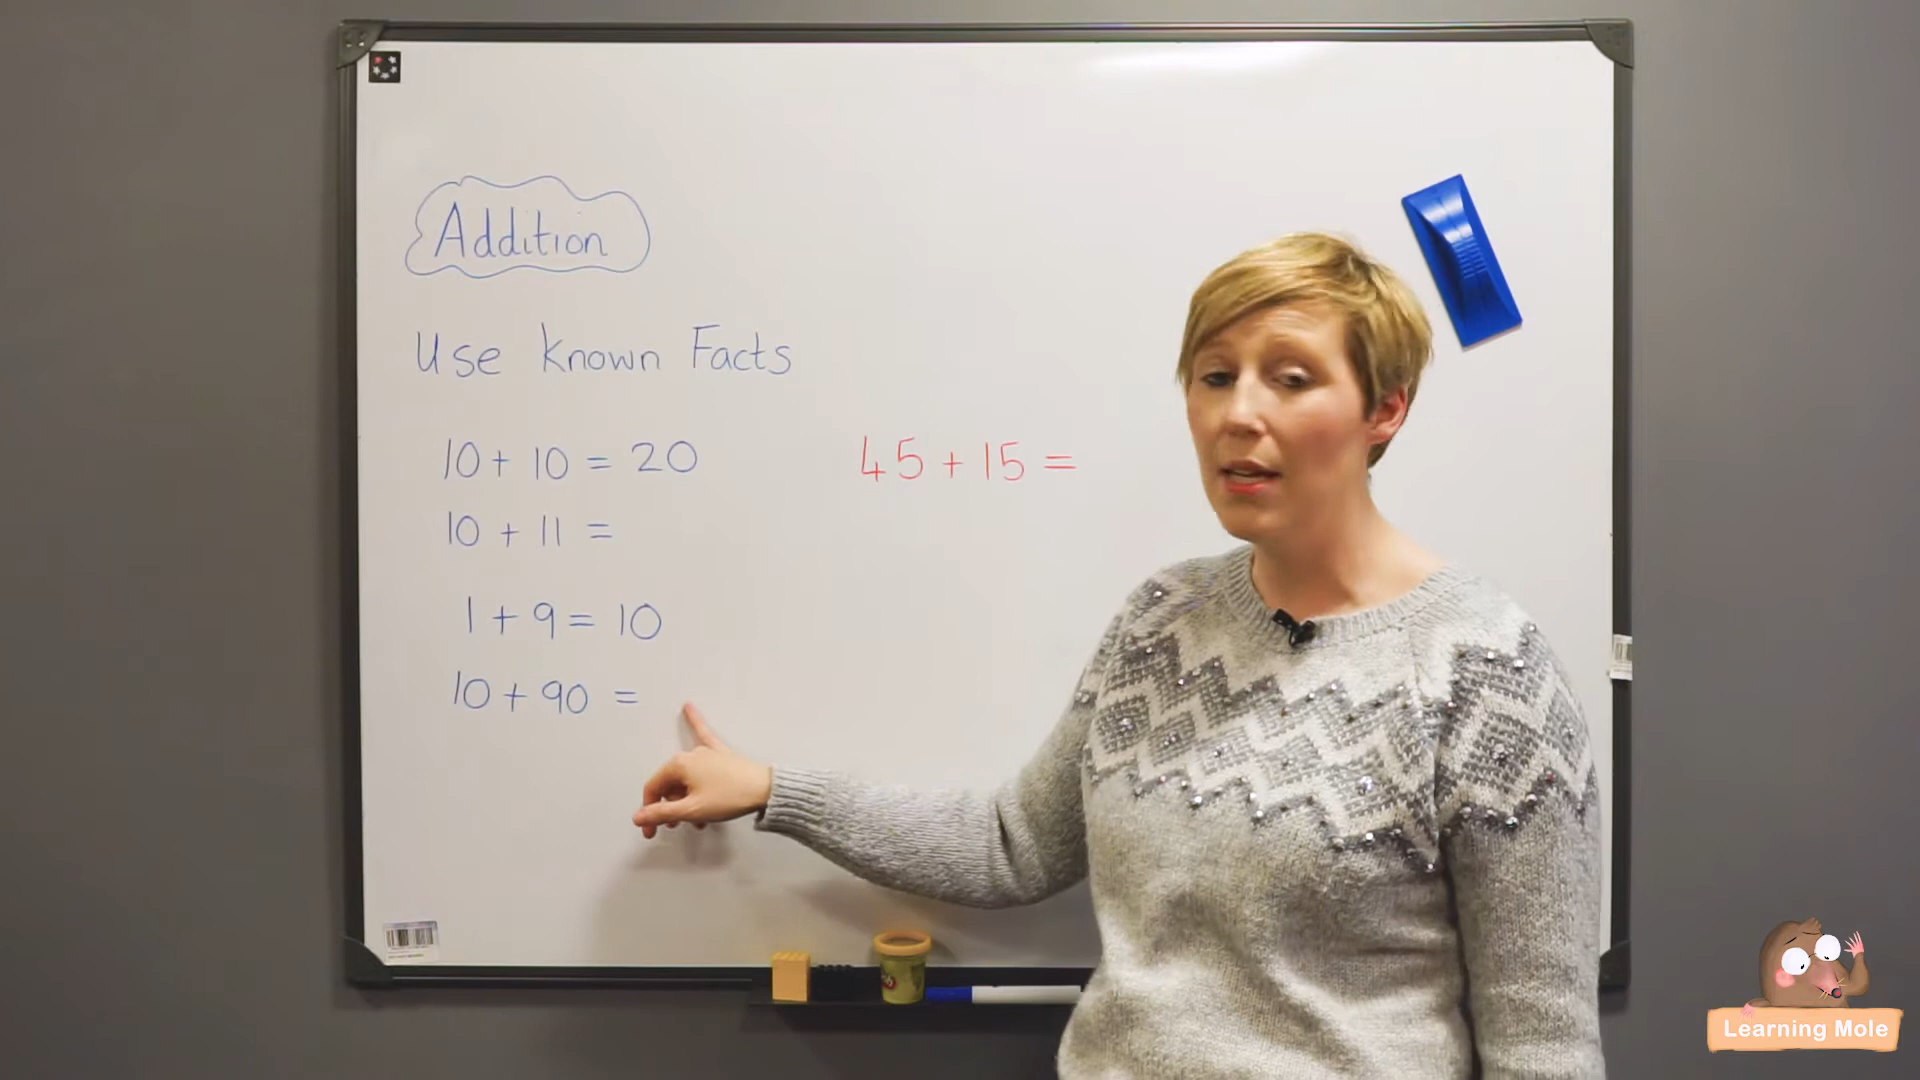 Addition
Use Known Facts
10 + 10 = 20
10 + 11 =
1 + 9 = 10
10 + 90 =
45 + 15 =
Learning Mole